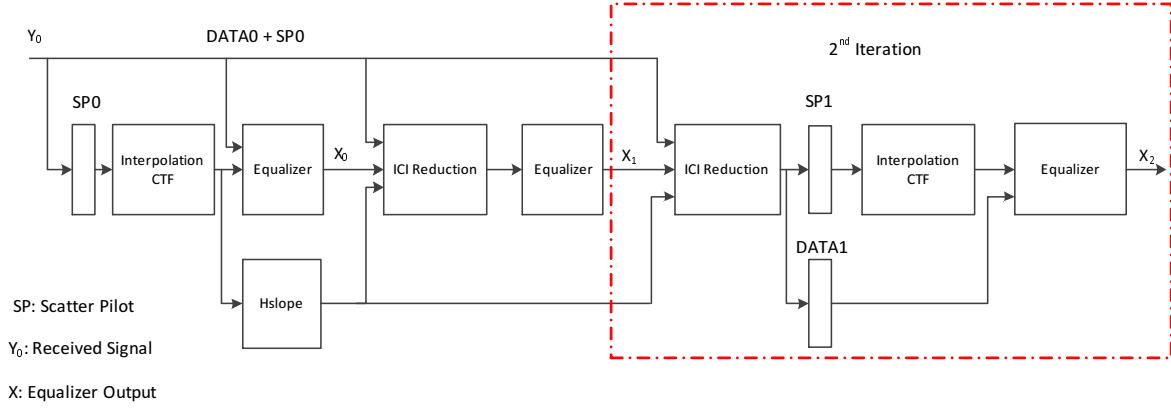 Y₀
DATA0 + SP0
2ⁿᵈ Iteration
SP0
SP1
Interpolation
CTF
Equalizer
X₀
ICI Reduction
Equalizer
X₁
ICI Reduction
Interpolation
CTF
Equalizer
X₂
DATA1
Hslope
SP: Scatter Pilot
Y₀: Received Signal
X: Equalizer Output